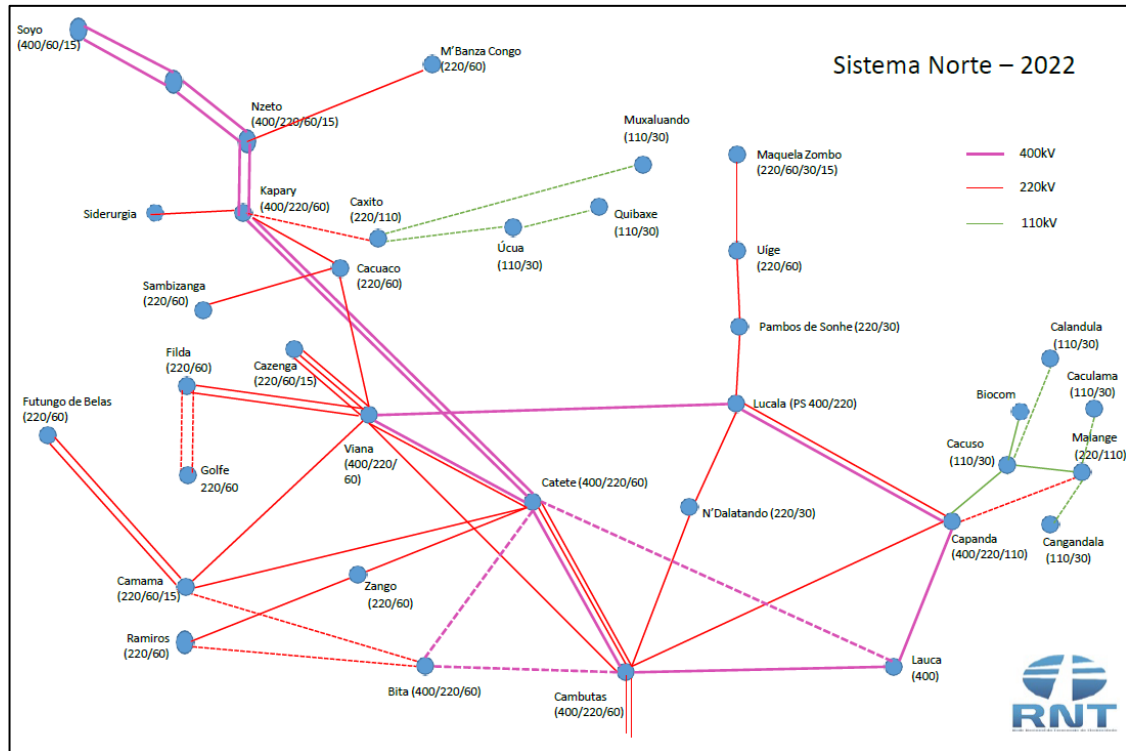 Sistema Norte – 2022
Soyo
(400/60/15)
M'Banza Congo
(220/60)
Nzeto
(400/220/60/15)
Muxaluando
(110/30)
Maquela Zombo
(220/60/30/15)
400kV
220kV
110kV
Siderurgia
Kapary
(400/220/60)
Caxito
(220/110)
Quibaxe
(110/30)
Úcua
(110/30)
Uíge
(220/60)
Cacuaco
(220/60)
Sambizanga
(220/60)
Pambos de Sonhe (220/30)
Calandula
(110/30)
Filda
(220/60)
Cazenga
(220/60/15)
Caculama
(110/30)
Biocom
Futungo de Belas
(220/60)
Lucala (PS 400/220)
Viana
(400/220/
60)
Golfe
220/60
Cacuso
(110/30)
Malange
(220/110)
Catete (400/220/60)
N'Dalatando (220/30)
Capanda
(400/220/110)
Cangandala
(110/30)
Camama
(220/60/15)
Zango
(220/60)
Ramiros
(220/60)
Bita (400/220/60)
Cambutas
(400/220/60)
Lauca
(400)
RNT